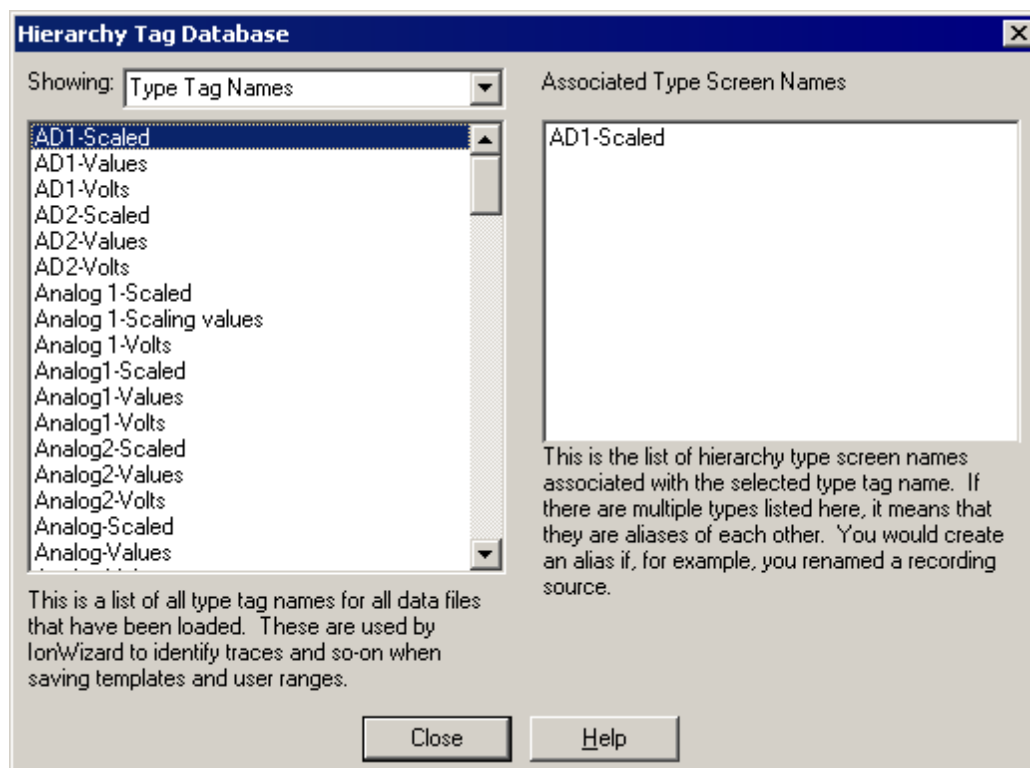 Hierarchy Tag Database
Showing: Type Tag Names
Associated Type Screen Names
AD1-Scaled
AD1-Values
AD1-Volts
AD2-Scaled
AD2-Values
AD2-Volts
Analog 1-Scaled
Analog 1-Scaling values
Analog 1-Volts
Analog1-Scaled
Analog1-Values
Analog1-Volts
Analog2-Scaled
Analog2-Values
Analog2-Volts
Analog-Scaled
Analog-Values
This is a list of all type tag names for all data files
that have been loaded. These are used by
IonWizard to identify traces and so-on when
saving templates and user ranges.
AD1-Scaled
This is the list of hierarchy type screen names
associated with the selected type tag name. If
there are multiple types listed here, it means that
they are aliases of each other. You would create
an alias if, for example, you renamed a recording
source.
Close
Help